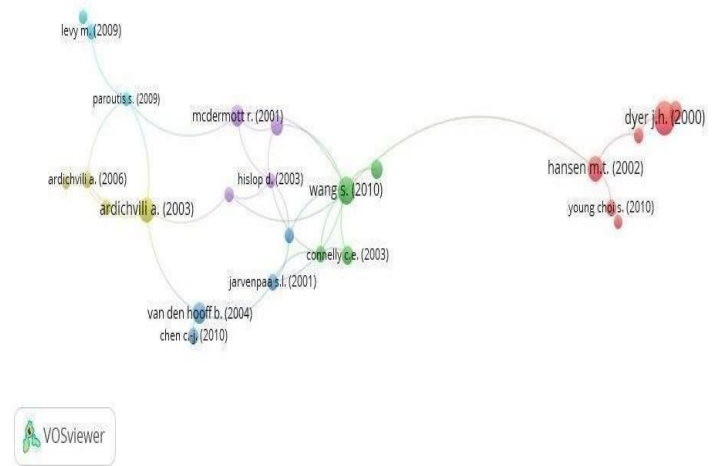 levy m. (2009)
paroutis s. (2009)
mcdermott r. (2001)
dyer j.h. (2000)
hansen m.t. (2002)
ardichvili a. (2006)
hislop d. (2003)
wang s. (2010)
ardichvili a. (2003)
young choi s. (2010)
connelly c.e. (2003)
jarvenpaa s.l. (2001)
van den hooff b. (2004)
chen c.-j. (2010)
VOSviewer